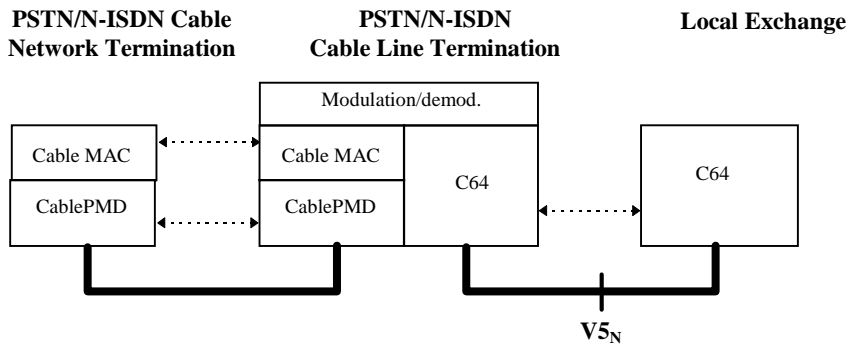 PSTN/N-ISDN Cable
Network Termination
PSTN/N-ISDN
Cable Line Termination
Local Exchange
Modulation/demod.
Cable MAC
Cable MAC
C64
C64
CablePMD
CablePMD
V5N